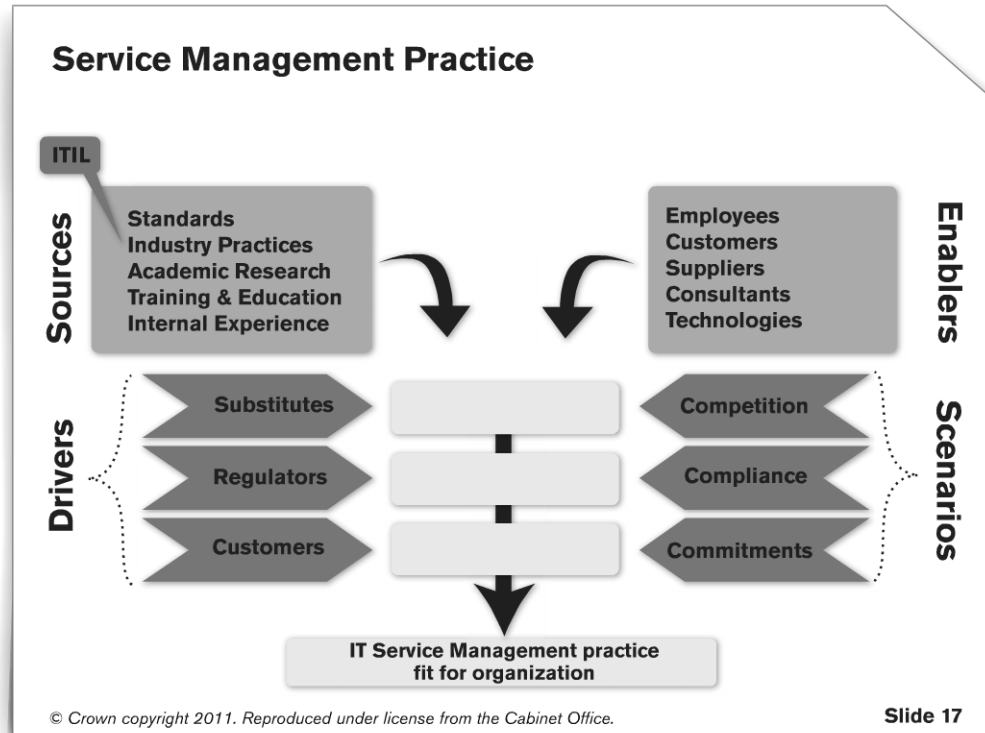 Service Management Practice
ITIL
Sources
Standards
Industry Practices
Academic Research
Training & Education
Internal Experience
Employees
Customers
Suppliers
Consultants
Technologies
Enablers
Drivers
Substitutes
Regulators
Customers
Competition
Compliance
Commitments
Scenarios
IT Service Management practice
fit for organization
© Crown copyright 2011. Reproduced under license from the Cabinet Office.
Slide 17